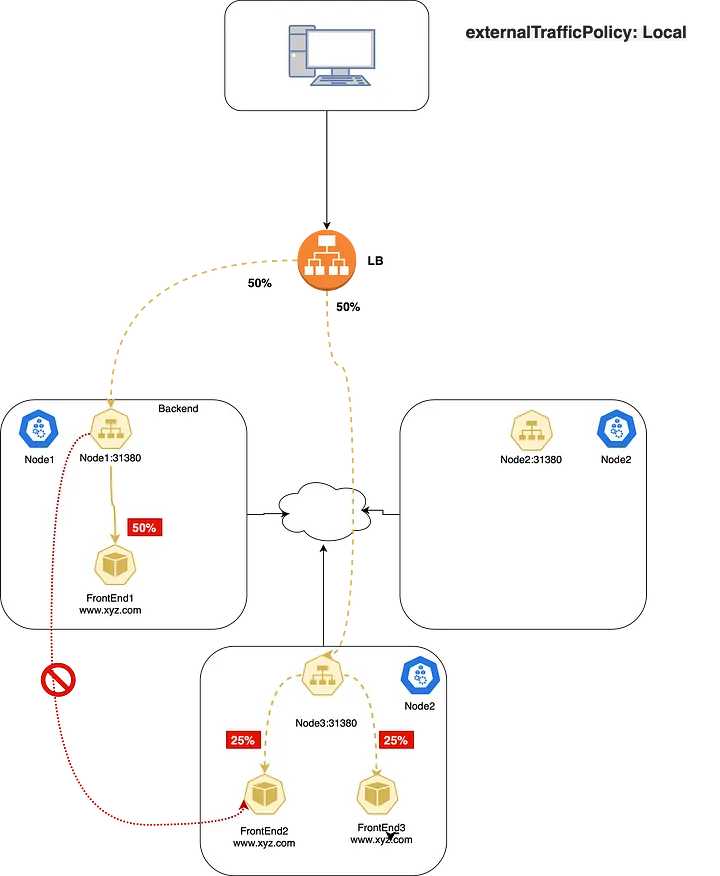 externalTrafficPolicy: Local
LB
50%
50%
Backend
Node1
Node1:31380
Node2:31380
Node2
50%
FrontEnd1
www.xyz.com
Node2
Node3:31380
25%
25%
FrontEnd2
www.xyz.com
FrontEnd3
www.xyz.com